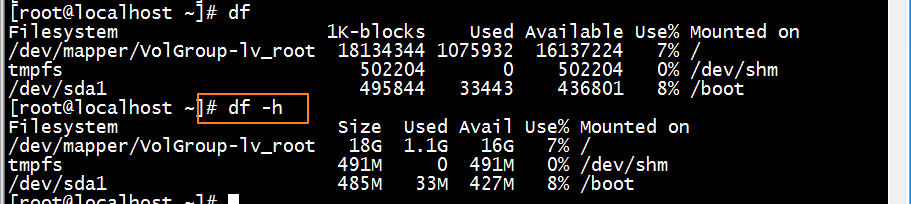 [root@localhost ~]# df
Filesystem 1K-blocks Used Available Use% Mounted on
/dev/mapper/VolGroup-lv_root 18134344 1075932 16137224 7% /
tmpfs 502204 0 502204 0% /dev/shm
/dev/sda1 495844 33443 436801 8% /boot
[root@localhost ~]# df -h
Filesystem Size Used Avail Use% Mounted on
/dev/mapper/VolGroup-lv_root 18G 1.1G 16G 7% /
tmpfs 491M 0 491M 0% /dev/shm
/dev/sda1 485M 33M 427M 8% /boot
[root@localhost ~]#